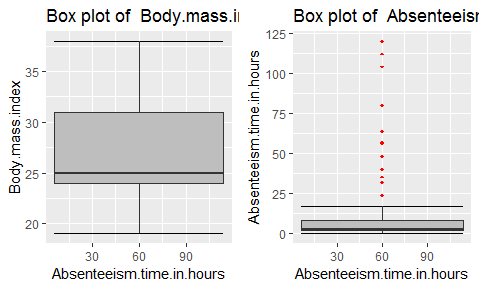 Box plot of  Body.mass.in
Body.mass.index
35
30
25
20
30 60 90
Absenteeism.time.in.hours
Box plot of  Absenteeism
Absenteeism.time.in.hours
125
100
75
50
25
0
30 60 90
Absenteeism.time.in.hours